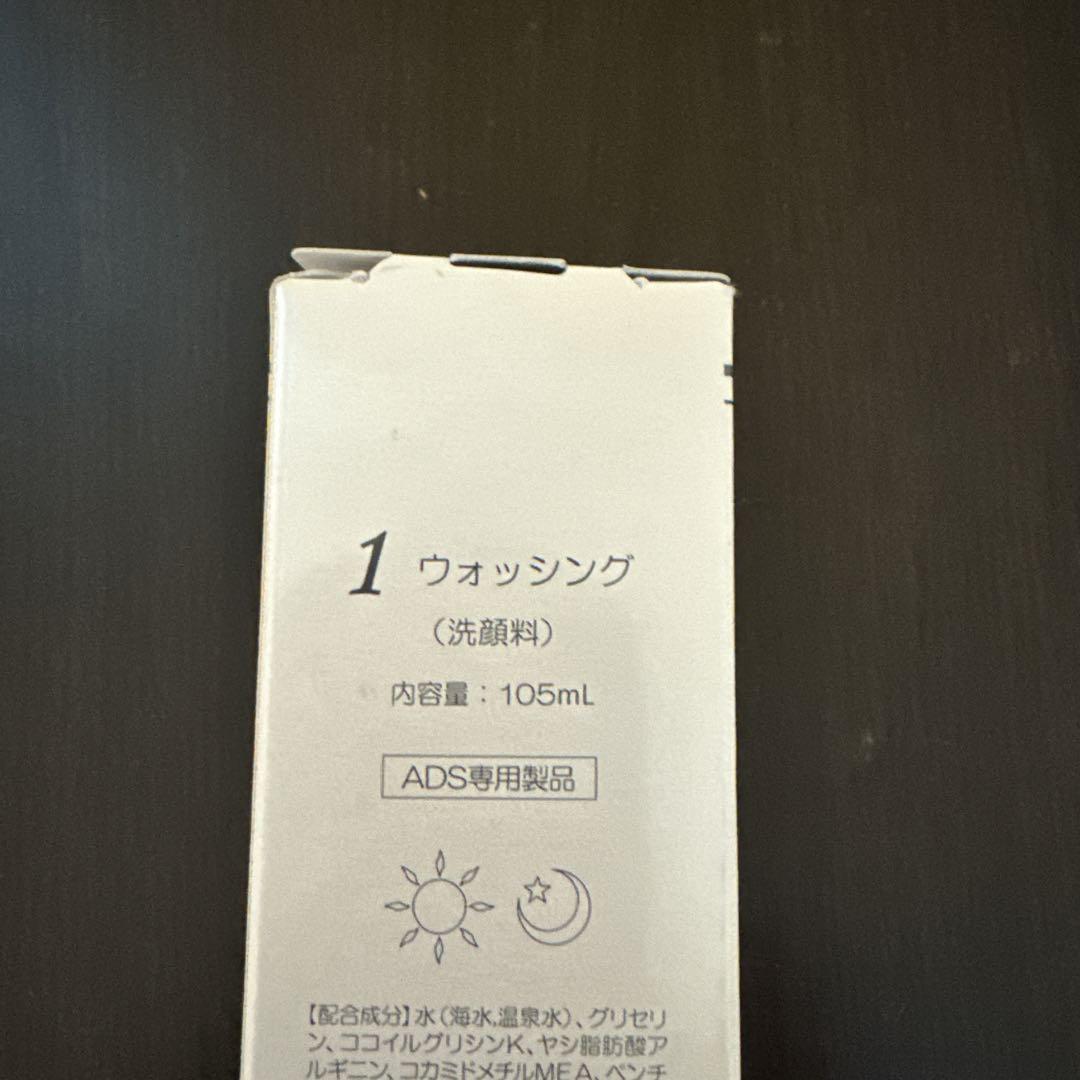 1 ウォッシング
（洗顔料）
内容量：105mL
ADS専用製品
【配合成分】水（海水,温泉水）、グリセリ
ン、ココイルグリシンK、ヤシ脂肪酸ア
ルギニン、コカミドメチルMEA、ペンチ